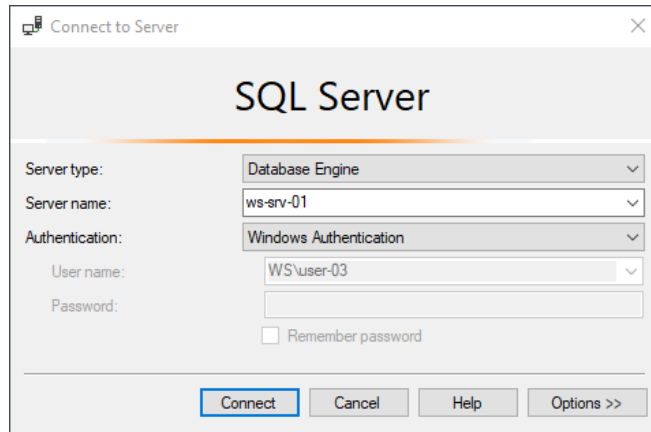 Connect to Server
SQL Server
Server type: Database Engine
Server name: ws-srv-01
Authentication: Windows Authentication
User name: WS\user-03
Password:
Remember password
Connect Cancel Help Options >>